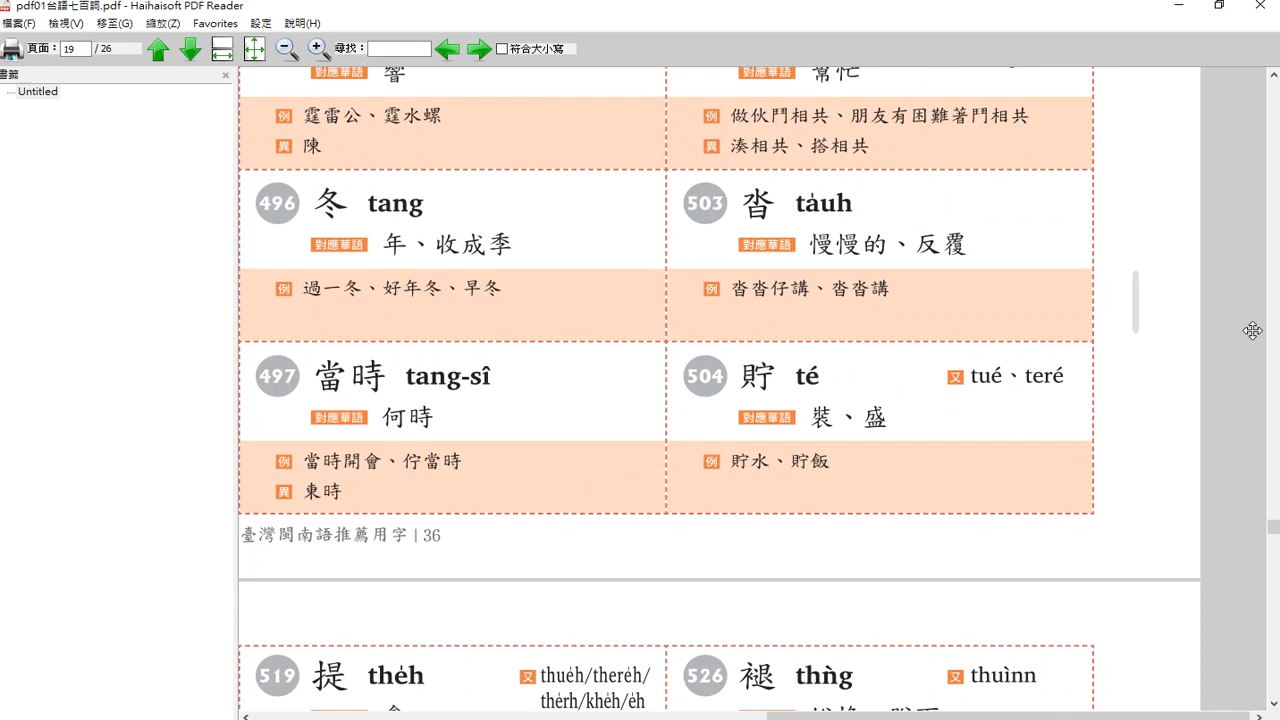 pdf01台語七百詞.pdf - Haihaisoft PDF Reader
檔案(F) 檢視(V) 移至(G) 縮放(Z) Favorites 設定 說明(H)
頁面： 19 / 26 尋找： 符合大小寫
書籤
Untitled
對應華語 響
例 霆雷公、霆水螺
異 陳
496 冬 tang
對應華語 年、收成季
例 過一冬、好年冬、早冬
497 當時 tang-sî
對應華語 何時
例 當時開會、佇當時
異 東時
對應華語 幫忙
例 做伙鬥相共、朋友有困難著鬥相共
異 湊相共、搭相共
503 沓 ta̍uh
對應華語 慢慢的、反覆
例 沓沓仔講、沓沓講
504 貯 té 又 tué、teré
對應華語 裝、盛
例 貯水、貯飯
臺灣閩南語推薦用字 | 36
519 提 the̍h 又 thue̍h/there̍h/
the̍rh/khe̍h/e̍h
526 褪 thǹg 又 thuìnn